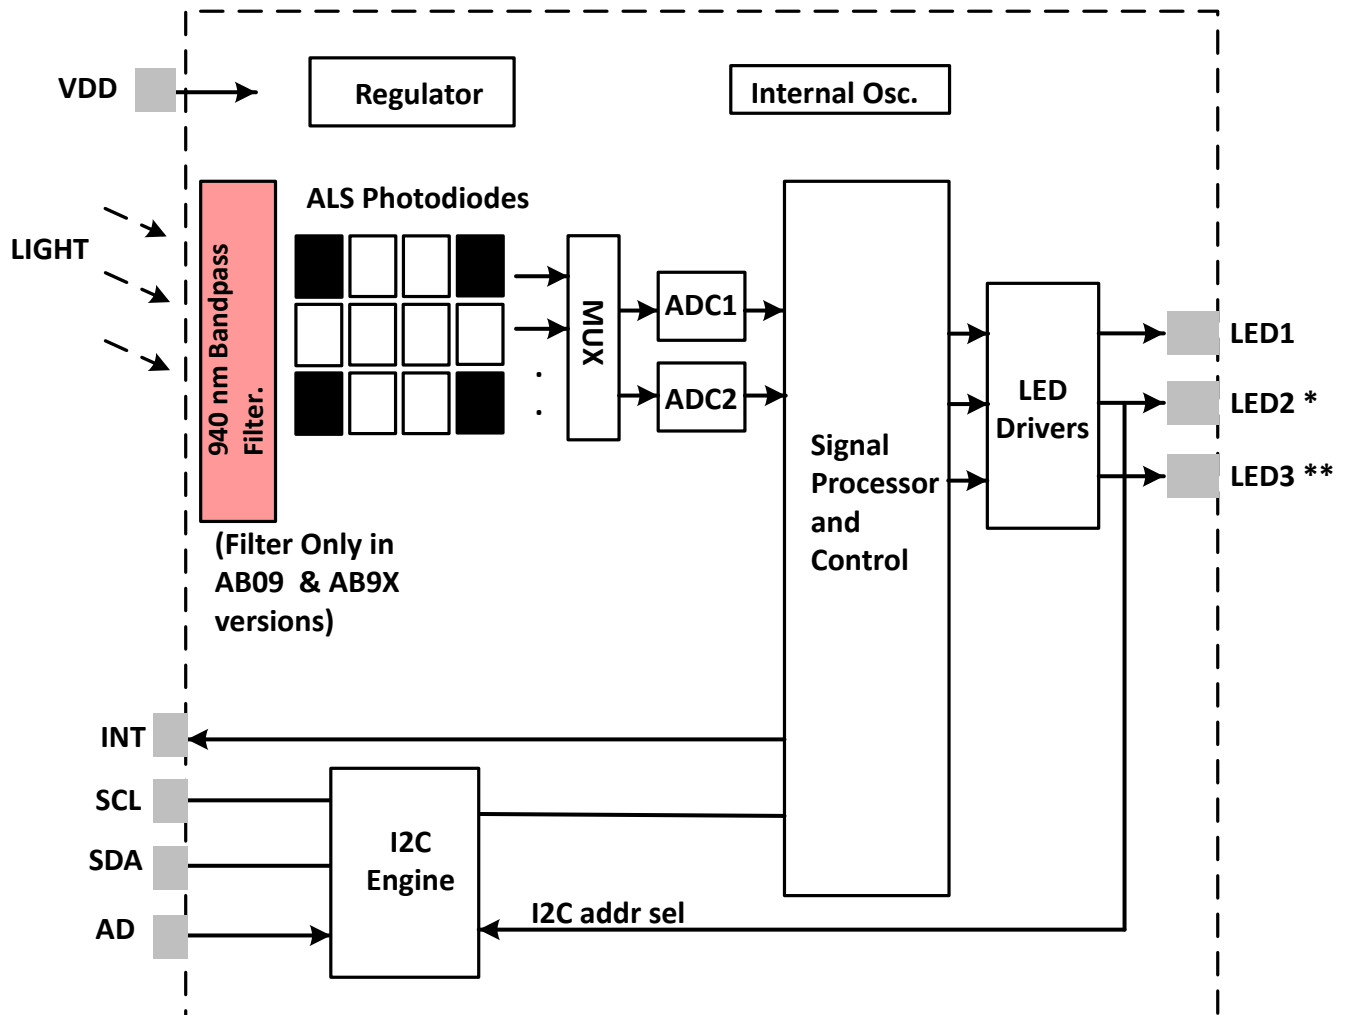 VDD
Regulator
Internal Osc.
ALS Photodiodes
LIGHT
940 nm Bandpass
Filter.
MUX
ADC1
ADC2
Signal
Processor
and
Control
LED
Drivers
LED1
LED2 *
LED3 **
(Filter Only in
AB09  & AB9X
versions)
INT
SCL
SDA
AD
I2C
Engine
I2C addr sel